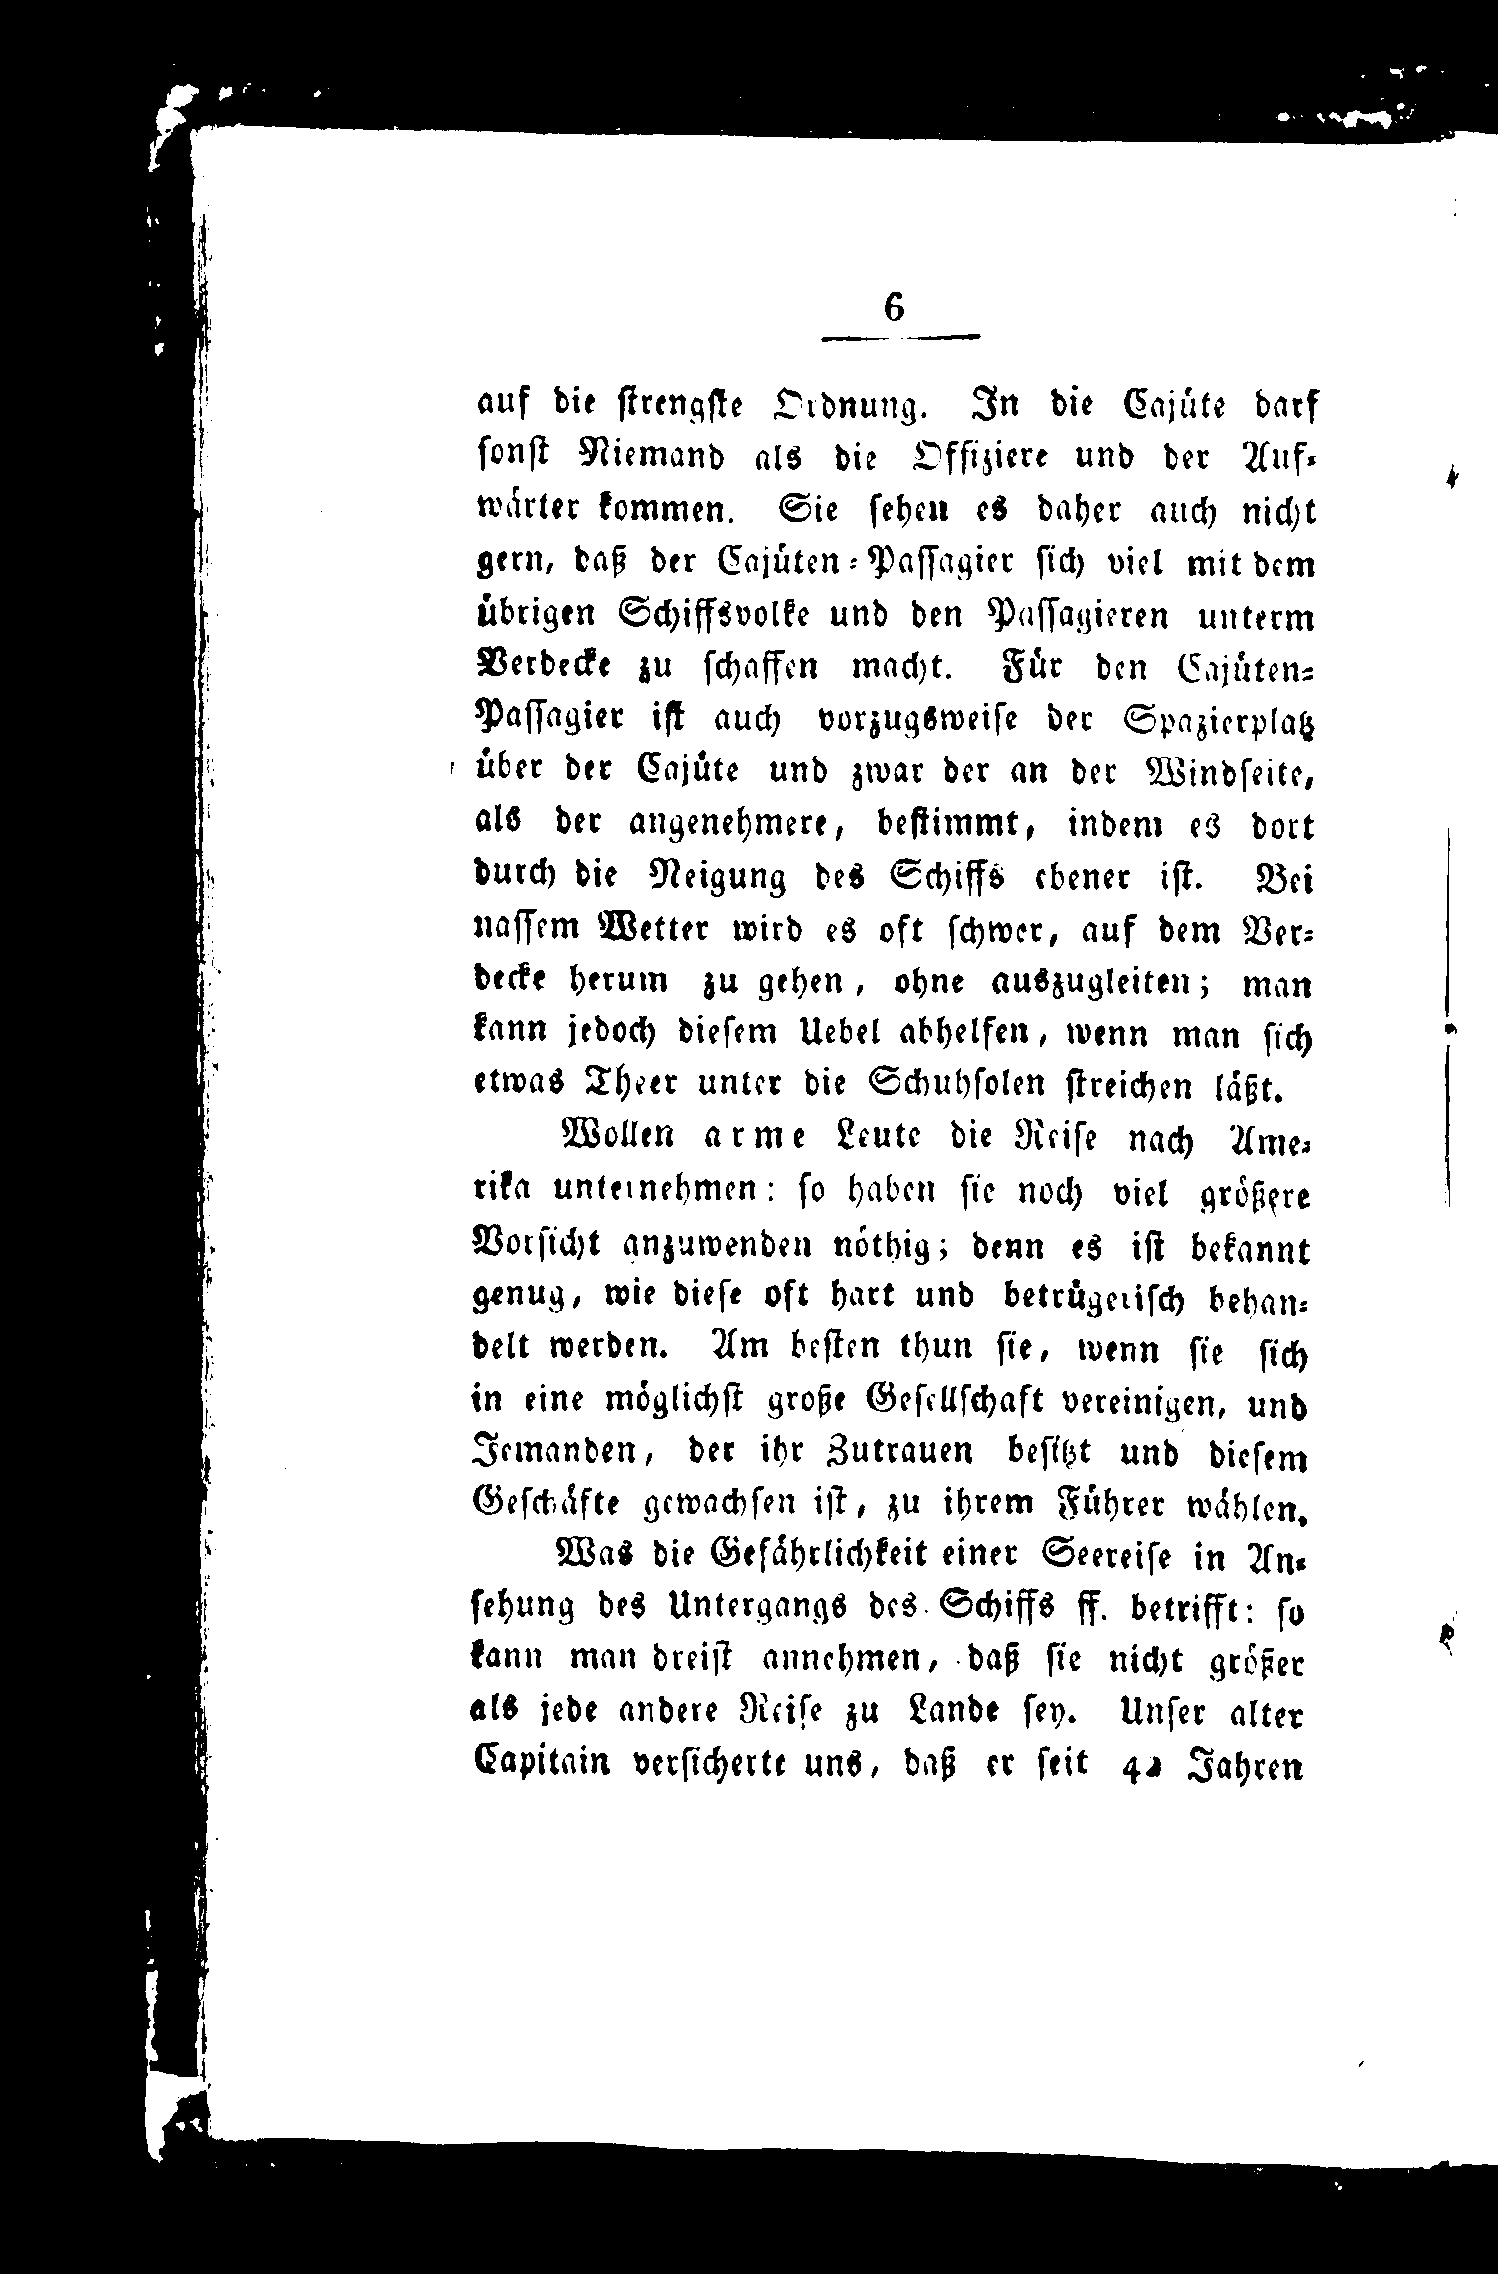 6
auf die strengste Ordnung. In die Cajüte darf
sonst Niemand als die Offiziere und der Auf-
wärter kommen. Sie sehen es daher auch nicht
gern, daß der Cajüten-Passagier sich viel mit dem
übrigen Schiffsvolke und den Passagieren unterm
Verdecke zu schaffen macht. Für den Cajüten-
Passagier ist auch vorzugsweise der Spazierplatz
über der Cajüte und zwar der an der Windseite,
als der angenehmere, bestimmt, indem es dort
durch die Neigung des Schiffs ebener ist. Bei
nassem Wetter wird es oft schwer, auf dem Ver-
decke herum zu gehen, ohne auszugleiten; man
kann jedoch diesem Uebel abhelfen, wenn man sich
etwas Theer unter die Schuhsolen streichen läßt.
Wollen arme Leute die Reise nach Ame-
rika unternehmen: so haben sie noch viel größere
Vorsicht anzuwenden nöthig; denn es ist bekannt
genug, wie diese oft hart und betrügerisch behan-
delt werden. Am besten thun sie, wenn sie sich
in eine möglichst große Gesellschaft vereinigen, und
Jemanden, der ihr Zutrauen besitzt und diesem
Geschäfte gewachsen ist, zu ihrem Führer wählen.
Was die Gefährlichkeit einer Seereise in An-
sehung des Untergangs des Schiffs ff. betrifft: so
kann man dreist annehmen, daß sie nicht größer
als jede andere Reise zu Lande sey. Unser alter
Capitain versicherte uns, daß er seit Jahren